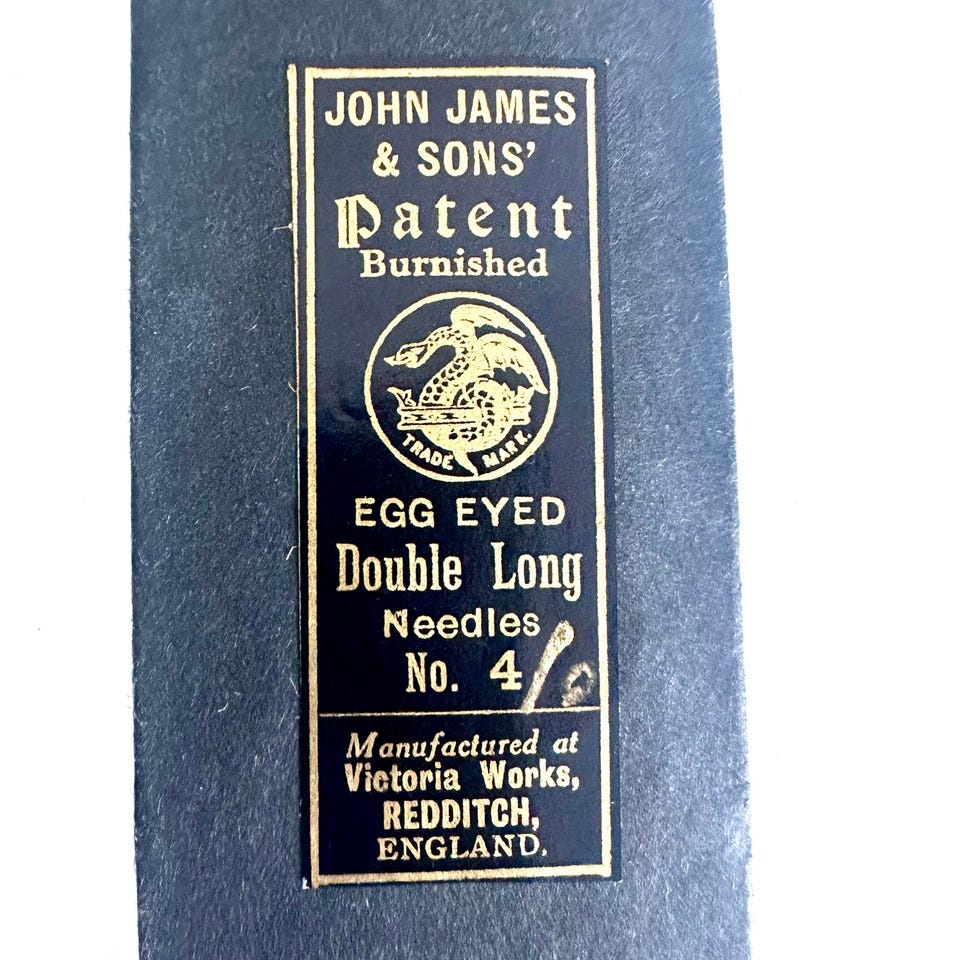 JOHN JAMES
& SONS’
Patent
Burnished
TRADE MARK.
EGG EYED
Double Long
Needles
No. 4
Manufactured at
Victoria Works,
REDDITCH,
ENGLAND.